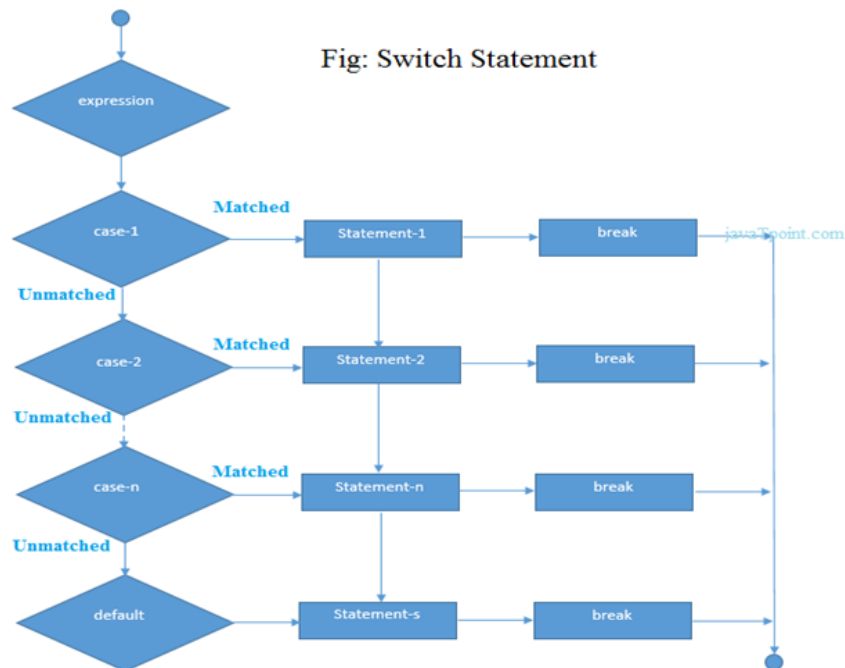 Fig: Switch Statement
expression
case-1
Matched
Statement-1
break
javaTpoint.com
Unmatched
case-2
Matched
Statement-2
break
Unmatched
case-n
Matched
Statement-n
break
Unmatched
default
Statement-s
break